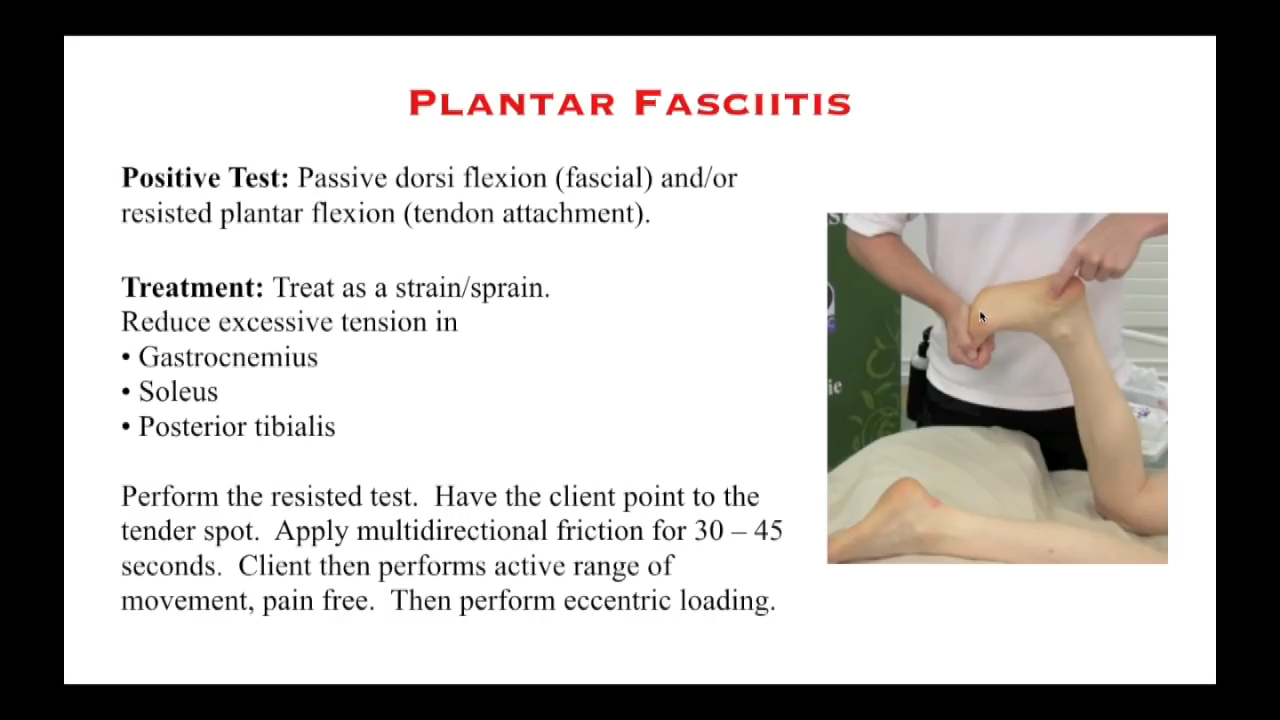 PLANTAR FASCIITIS
Positive Test: Passive dorsi flexion (fascial) and/or
resisted plantar flexion (tendon attachment).
Treatment: Treat as a strain/sprain.
Reduce excessive tension in
• Gastrocnemius
• Soleus
• Posterior tibialis
Perform the resisted test. Have the client point to the
tender spot. Apply multidirectional friction for 30 – 45
seconds. Client then performs active range of
movement, pain free. Then perform eccentric loading.